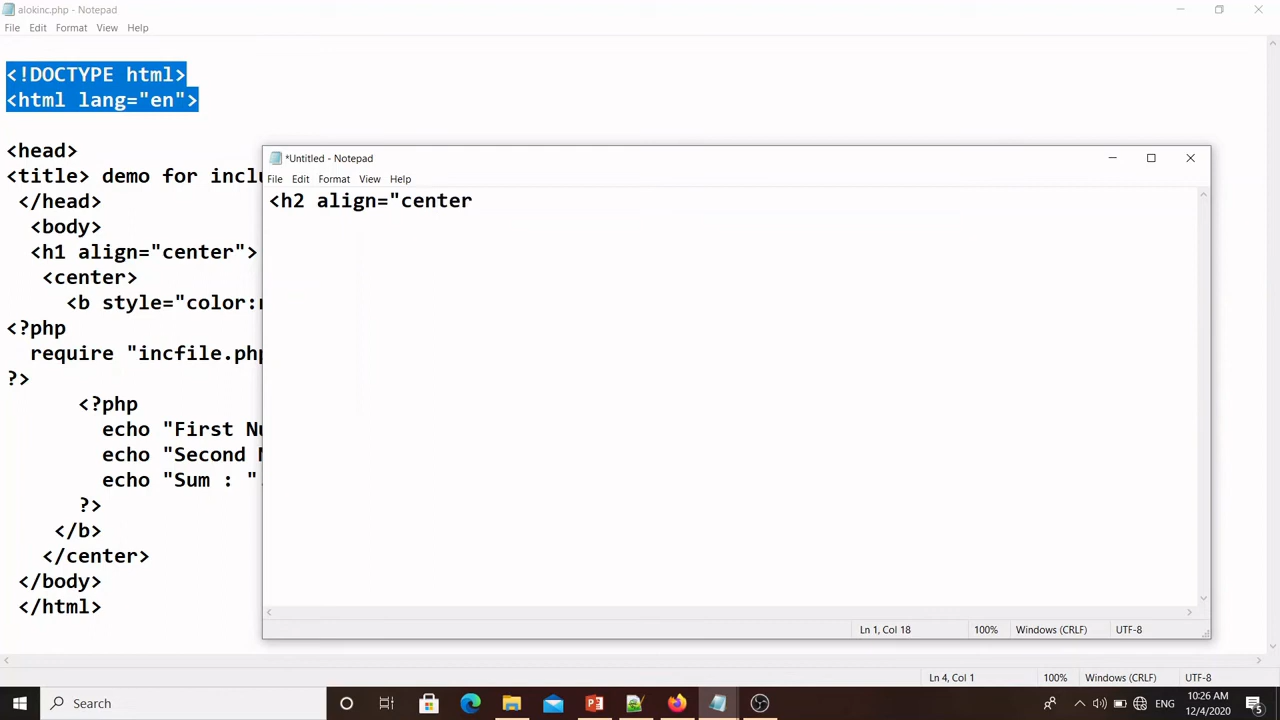 alokinc.php - Notepad
File Edit Format View Help
<!DOCTYPE html>
<html lang="en">
<head>
<title> demo for inclu
</head>
<body>
<h1 align="center">
<center>
<b style="color:
<?php
require "incfile.php
?>
<?php
echo "First Nu
echo "Second
echo "Sum : "
?>
</b>
</center>
</body>
</html>
Ln 4, Col 1 100% Windows (CRLF) UTF-8
*Untitled - Notepad
File Edit Format View Help
<h2 align="center
Ln 1, Col 18 100% Windows (CRLF) UTF-8
Search
ENG
10:26 AM
12/4/2020
5